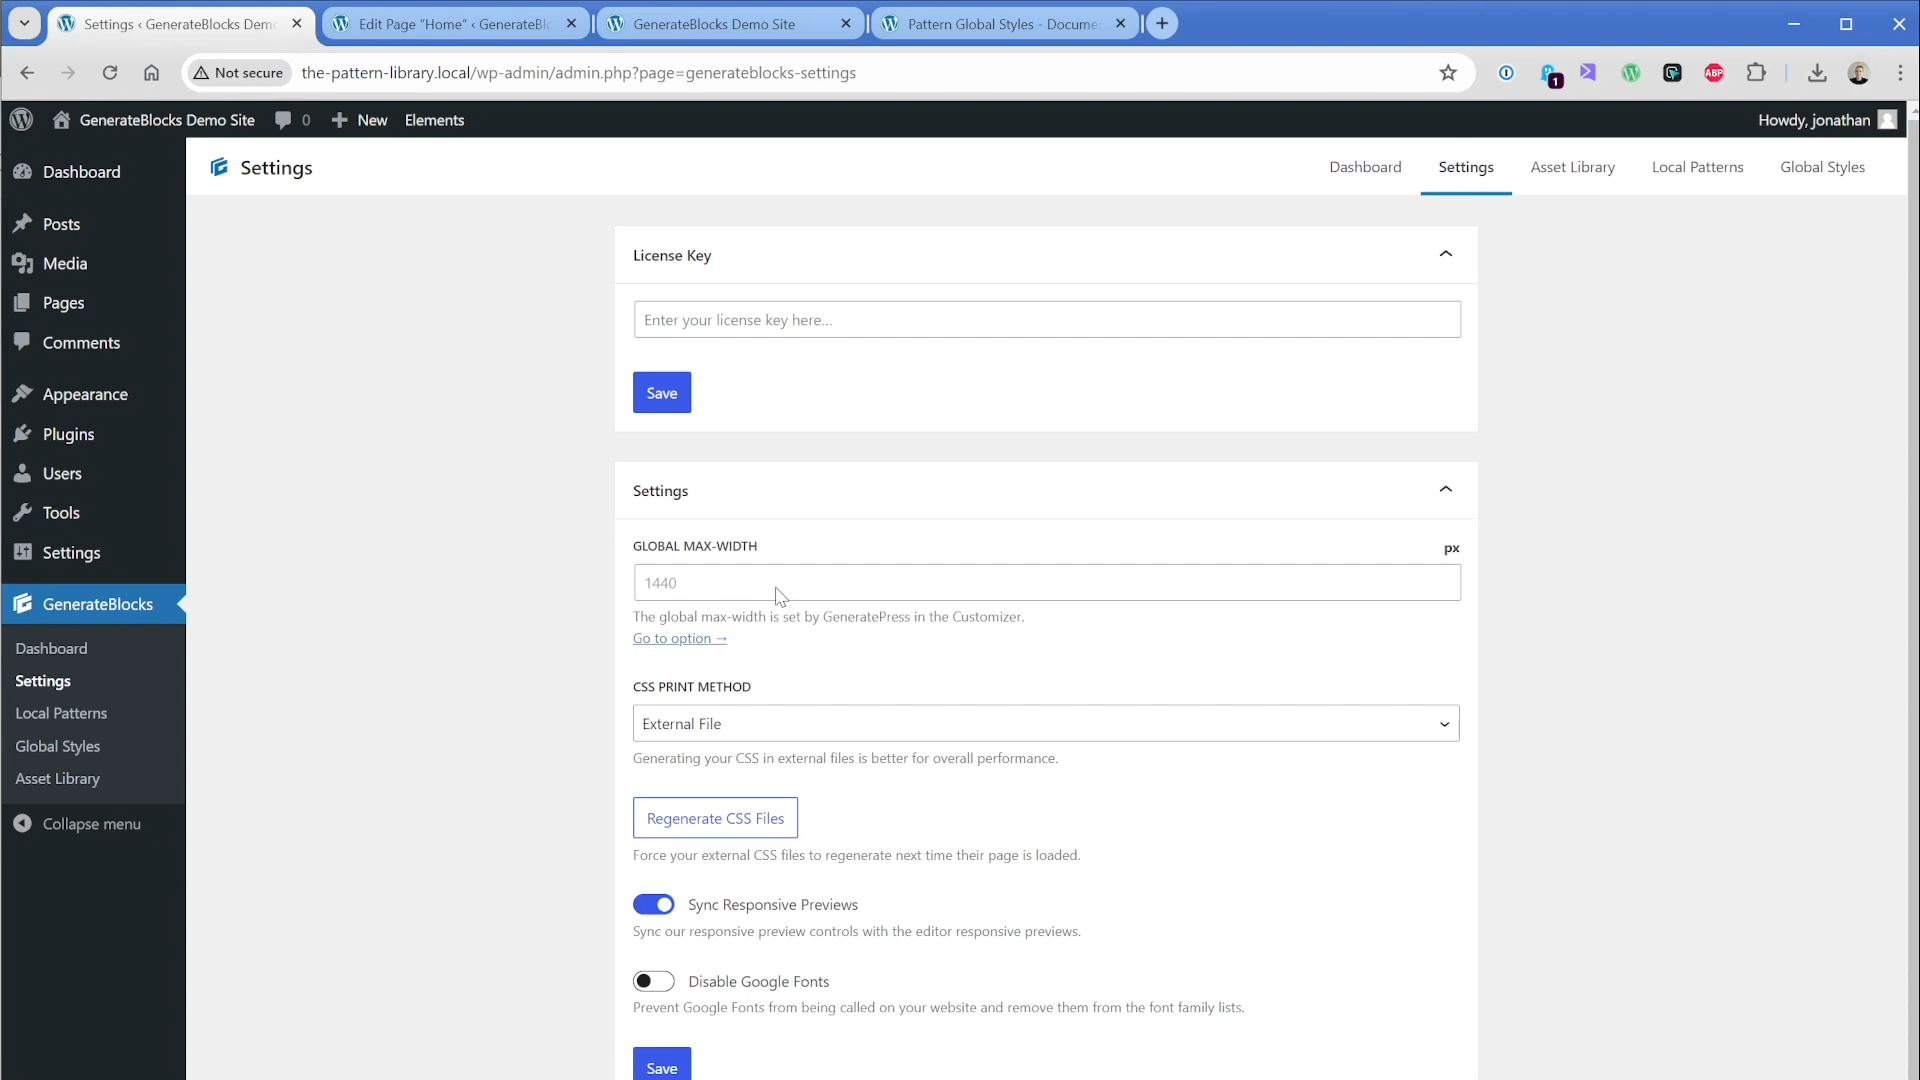 Settings ‹ GenerateBlocks Demo
Edit Page "Home" ‹ GenerateBl
GenerateBlocks Demo Site
Pattern Global Styles - Docume
Not secure
the-pattern-library.local/wp-admin/admin.php?page=generateblocks-settings
1
ABP
GenerateBlocks Demo Site
0
New
Elements
Howdy, jonathan
Dashboard
Posts
Media
Pages
Comments
Appearance
Plugins
Users
Tools
Settings
GenerateBlocks
Dashboard
Settings
Local Patterns
Global Styles
Asset Library
Collapse menu
Settings
Dashboard
Settings
Asset Library
Local Patterns
Global Styles
License Key
Enter your license key here...
Save
Settings
GLOBAL MAX-WIDTH
px
1440
The global max-width is set by GeneratePress in the Customizer.
Go to option →
CSS PRINT METHOD
External File
Generating your CSS in external files is better for overall performance.
Regenerate CSS Files
Force your external CSS files to regenerate next time their page is loaded.
Sync Responsive Previews
Sync our responsive preview controls with the editor responsive previews.
Disable Google Fonts
Prevent Google Fonts from being called on your website and remove them from the font family lists.
Save